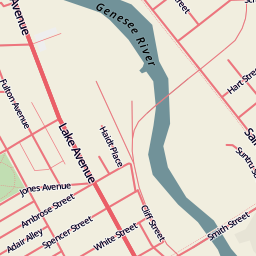 Avenue
Genesee River
Hart Street
Fulton Avenue
Lake Avenue
Haidt Place
Jones Avenue
Ambrose Street
Adair Alley
Spencer Street
White Street
Cliff Street
Smith Street